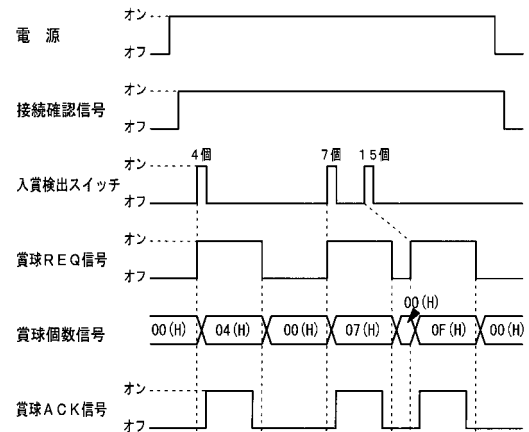 電　源
オン
オフ
接続確認信号
オン
オフ
入賞検出スイッチ
オン
オフ
4個
7個
15個
賞球REQ信号
オン
オフ
賞球個数信号
00(H)
04(H)
00(H)
07(H)
00(H)
0F(H)
00(H)
賞球ACK信号
オン
オフ